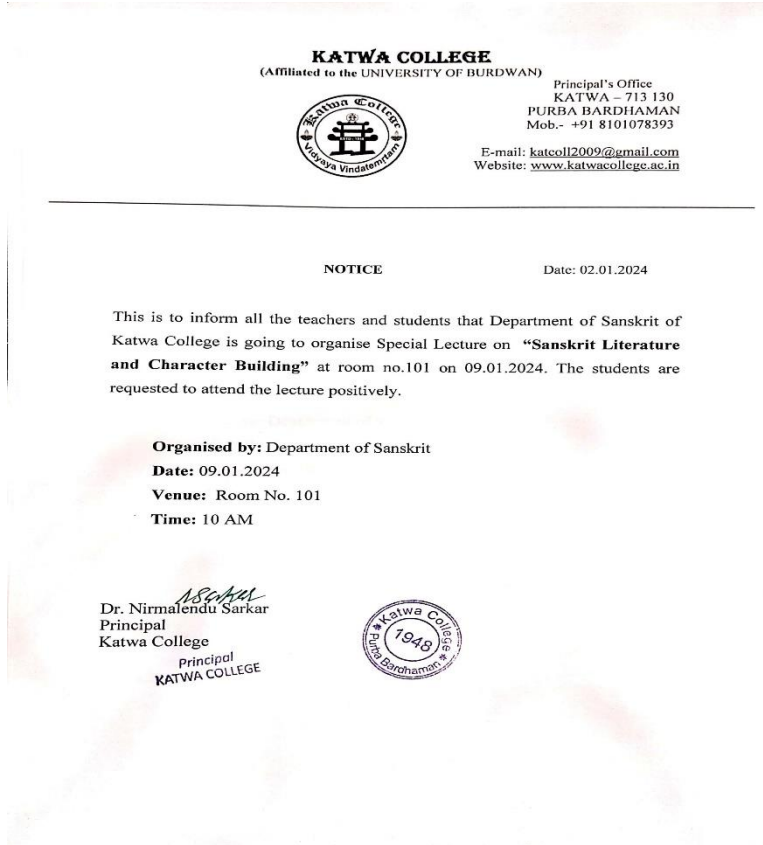 KATWA COLLEGE
(Affiliated to the UNIVERSITY OF BURDWAN)
Principal's Office
KATWA – 713 130
PURBA BARDHAMAN
Mob.- +91 8101078393
Katwa College
Vidyaya Vindatemrtam
E-mail: katcoll2009@gmail.com
Website: www.katwacollege.ac.in
NOTICE Date: 02.01.2024
This is to inform all the teachers and students that Department of Sanskrit of
Katwa College is going to organise Special Lecture on “Sanskrit Literature
and Character Building” at room no.101 on 09.01.2024. The students are
requested to attend the lecture positively.
Organised by: Department of Sanskrit
Date: 09.01.2024
Venue: Room No. 101
Time: 10 AM
NSarkar
Dr. Nirmalendu Sarkar
Principal
Katwa College
Principal
KATWA COLLEGE
Katwa College
1948
Purba Bardhaman